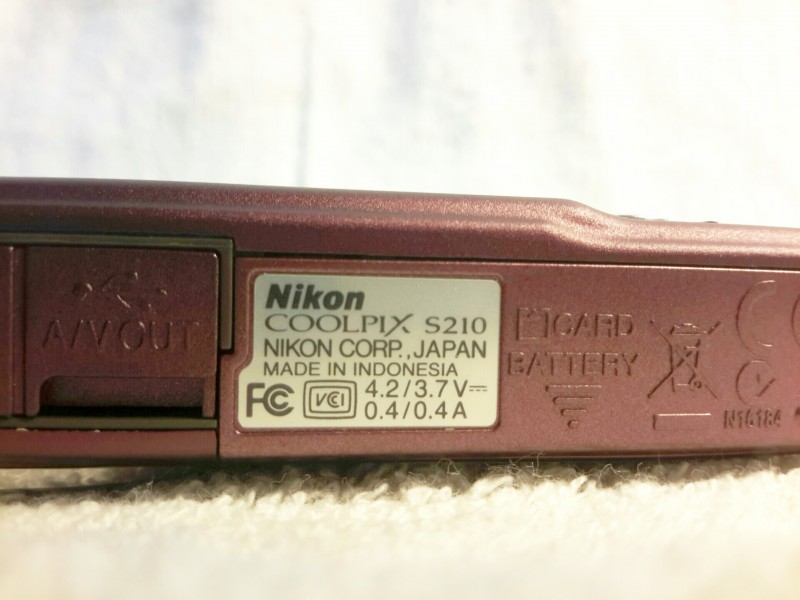 A/V OUT
Nikon
COOLPIX S210
NIKON CORP., JAPAN
MADE IN INDONESIA
FC VCI 4.2/3.7V⎓
0.4/0.4A
CARD
BATTERY
N16184